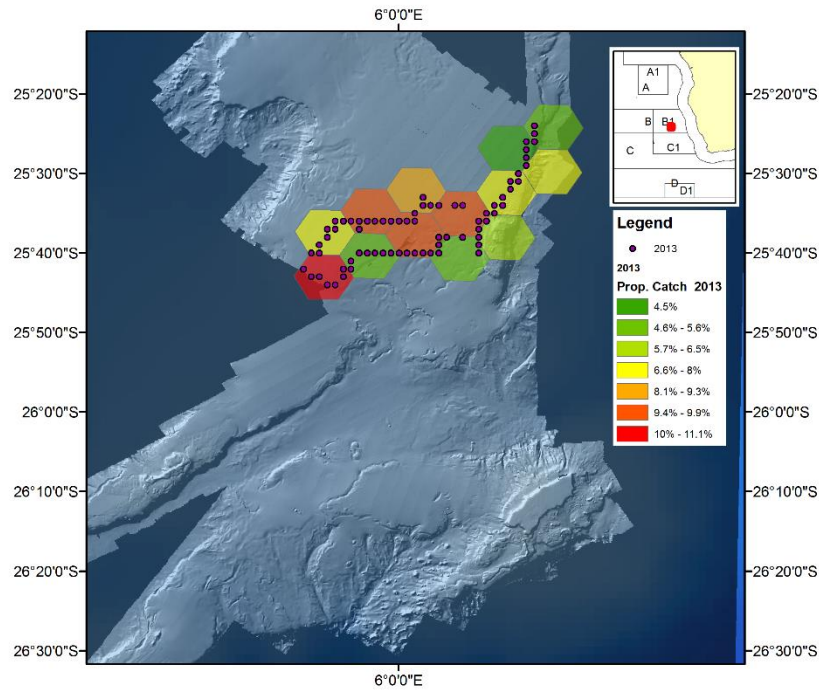 6°0'0"E
25°20'0"S
25°30'0"S
25°40'0"S
25°50'0"S
26°0'0"S
26°10'0"S
26°20'0"S
26°30'0"S
25°20'0"S
25°30'0"S
25°40'0"S
25°50'0"S
26°0'0"S
26°10'0"S
26°20'0"S
26°30'0"S
A1
A
B B1
C C1
D
D1
Legend
2013
2013
Prop. Catch 2013
4.5%
4.6% - 5.6%
5.7% - 6.5%
6.6% - 8%
8.1% - 9.3%
9.4% - 9.9%
10% - 11.1%
6°0'0"E